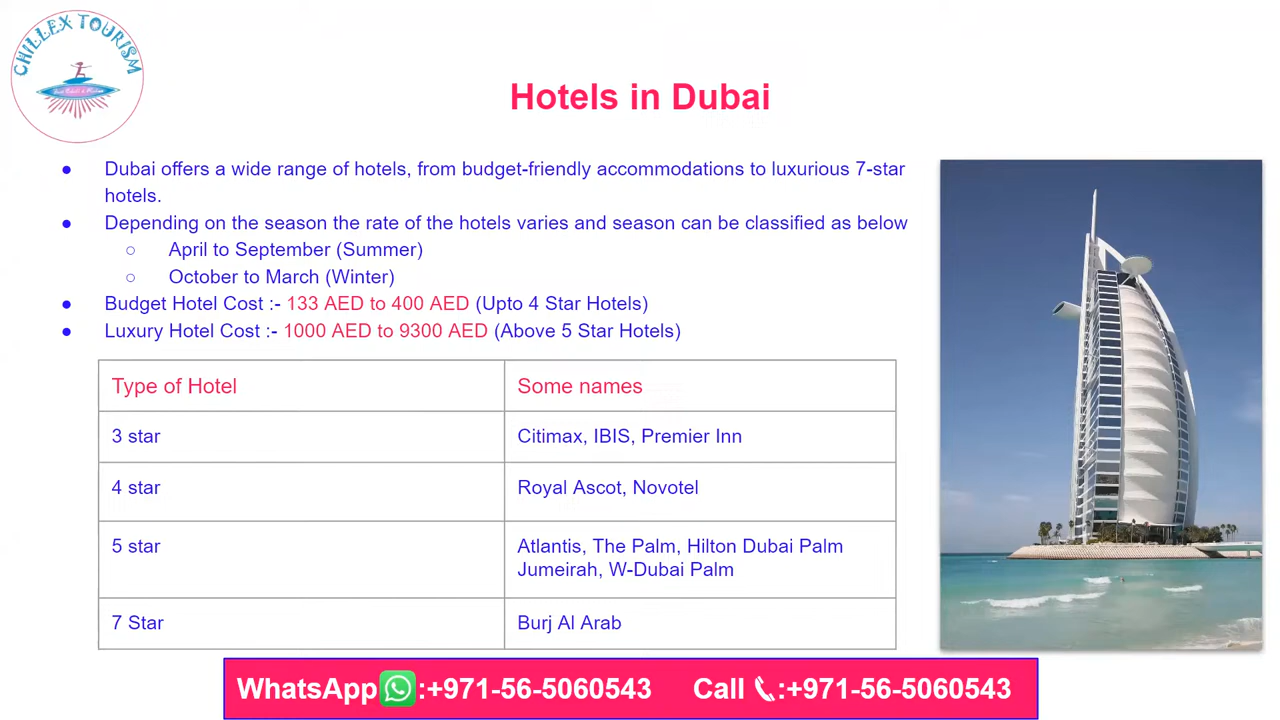 CHILLEX TOURISM
Hotels in Dubai
● Dubai offers a wide range of hotels, from budget-friendly accommodations to luxurious 7-star
hotels.
● Depending on the season the rate of the hotels varies and season can be classified as below
○ April to September (Summer)
○ October to March (Winter)
● Budget Hotel Cost :- 133 AED to 400 AED (Upto 4 Star Hotels)
● Luxury Hotel Cost :- 1000 AED to 9300 AED (Above 5 Star Hotels)
Type of Hotel Some names
3 star Citimax, IBIS, Premier Inn
4 star Royal Ascot, Novotel
5 star Atlantis, The Palm, Hilton Dubai Palm
Jumeirah, W-Dubai Palm
7 Star Burj Al Arab
WhatsApp :+971-56-5060543 Call :+971-56-5060543